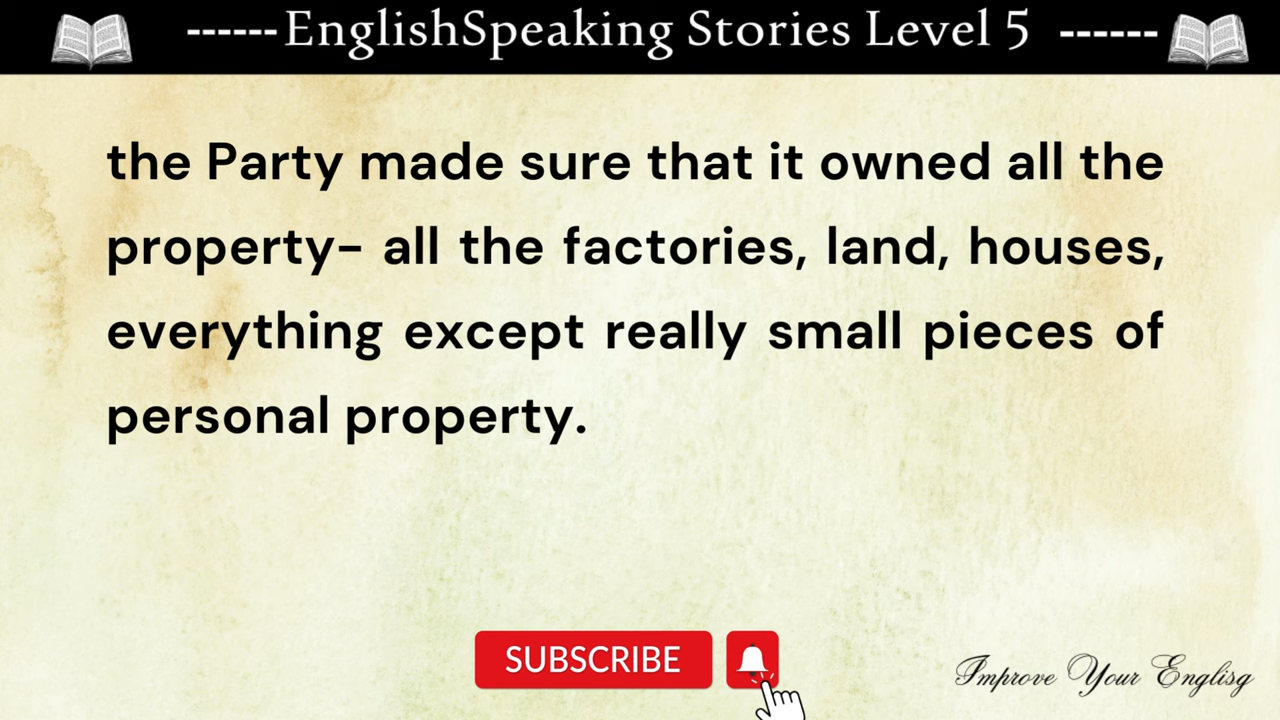 ------EnglishSpeaking Stories Level 5 ------
the Party made sure that it owned all the
property- all the factories, land, houses,
everything except really small pieces of
personal property.
SUBSCRIBE
Improve Your Englisg